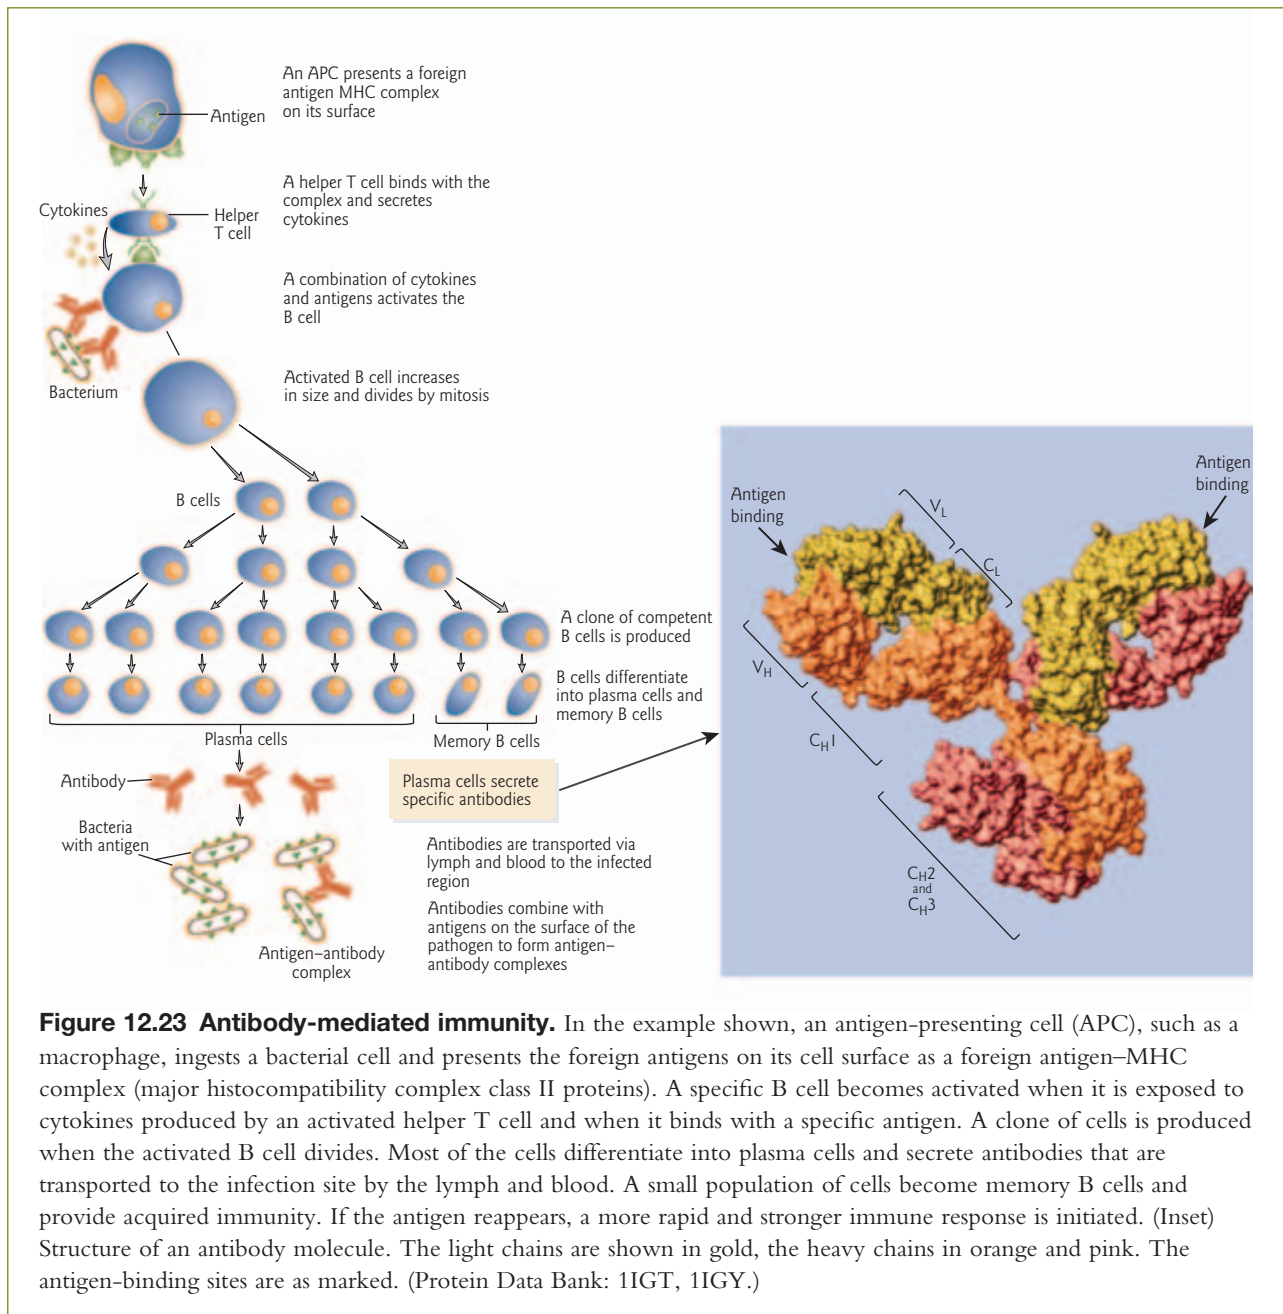 An APC presents a foreign
antigen MHC complex
on its surface
Antigen
A helper T cell binds with the
complex and secretes
cytokines
Cytokines
Helper
T cell
A combination of cytokines
and antigens activates the
B cell
Bacterium
Activated B cell increases
in size and divides by mitosis
B cells
A clone of competent
B cells is produced
B cells differentiate
into plasma cells and
memory B cells
Plasma cells
Memory B cells
Antibody
Plasma cells secrete
specific antibodies
Bacteria
with antigen
Antibodies are transported via
lymph and blood to the infected
region
Antibodies combine with
antigens on the surface of the
pathogen to form antigen–
antibody complexes
Antigen–antibody
complex
Antigen
binding
Antigen
binding
VL
CL
VH
CH1
CH2
and
CH3
Figure 12.23 Antibody-mediated immunity. In the example shown, an antigen-presenting cell (APC), such as a
macrophage, ingests a bacterial cell and presents the foreign antigens on its cell surface as a foreign antigen–MHC
complex (major histocompatibility complex class II proteins). A specific B cell becomes activated when it is exposed to
cytokines produced by an activated helper T cell and when it binds with a specific antigen. A clone of cells is produced
when the activated B cell divides. Most of the cells differentiate into plasma cells and secrete antibodies that are
transported to the infection site by the lymph and blood. A small population of cells become memory B cells and
provide acquired immunity. If the antigen reappears, a more rapid and stronger immune response is initiated. (Inset)
Structure of an antibody molecule. The light chains are shown in gold, the heavy chains in orange and pink. The
antigen-binding sites are as marked. (Protein Data Bank: 1IGT, 1IGY.)